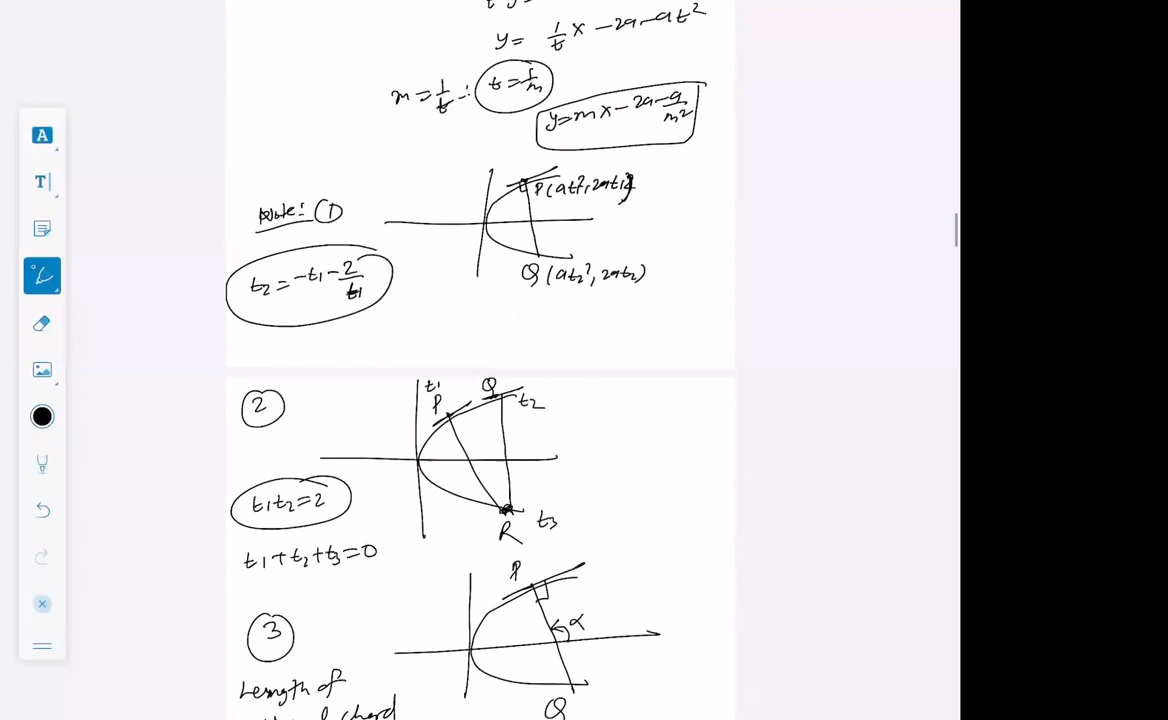 y = 1/t x - 2a - at²
m = 1/t ∴ t = 1/m
y = mx - 2a - a/m²
P(at₁², 2at₁)
Note: ①
t₂ = -t₁ - 2/t₁
Q(at₂², 2at₂)
②
t₁
P
Q
t₂
t₁t₂ = 2
R
t₃
t₁ + t₂ + t₃ = 0
P
α
③
Length of
chord
Q
A
T